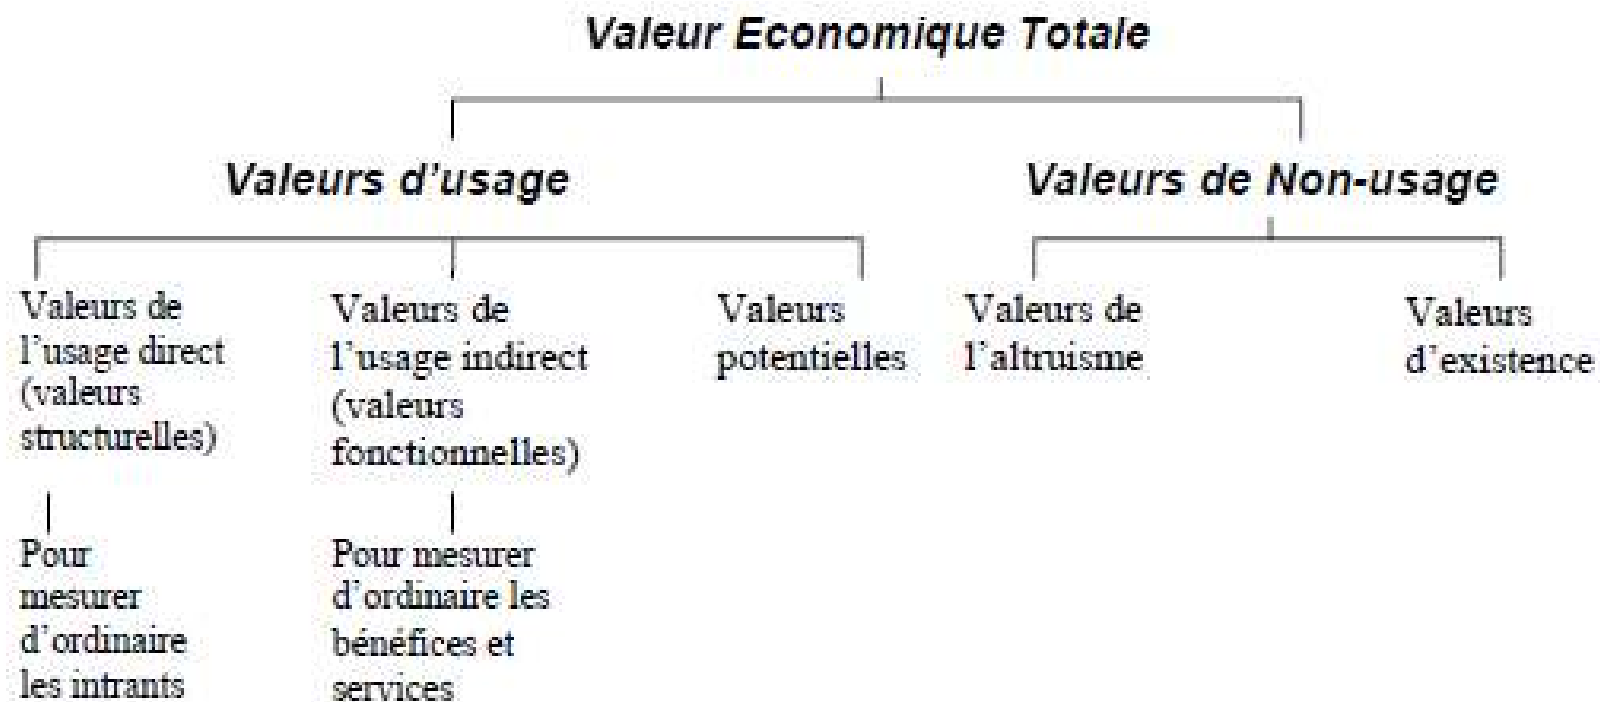 Valeur Economique Totale
Valeurs d'usage
Valeurs de Non-usage
Valeurs de
l'usage direct
(valeurs
structurelles)
Valeurs de
l'usage indirect
(valeurs
fonctionnelles)
Valeurs
potentielles
Valeurs de
l'altruisme
Valeurs
d'existence
Pour
mesurer
d'ordinaire
les intrants
Pour mesurer
d'ordinaire les
bénéfices et
services